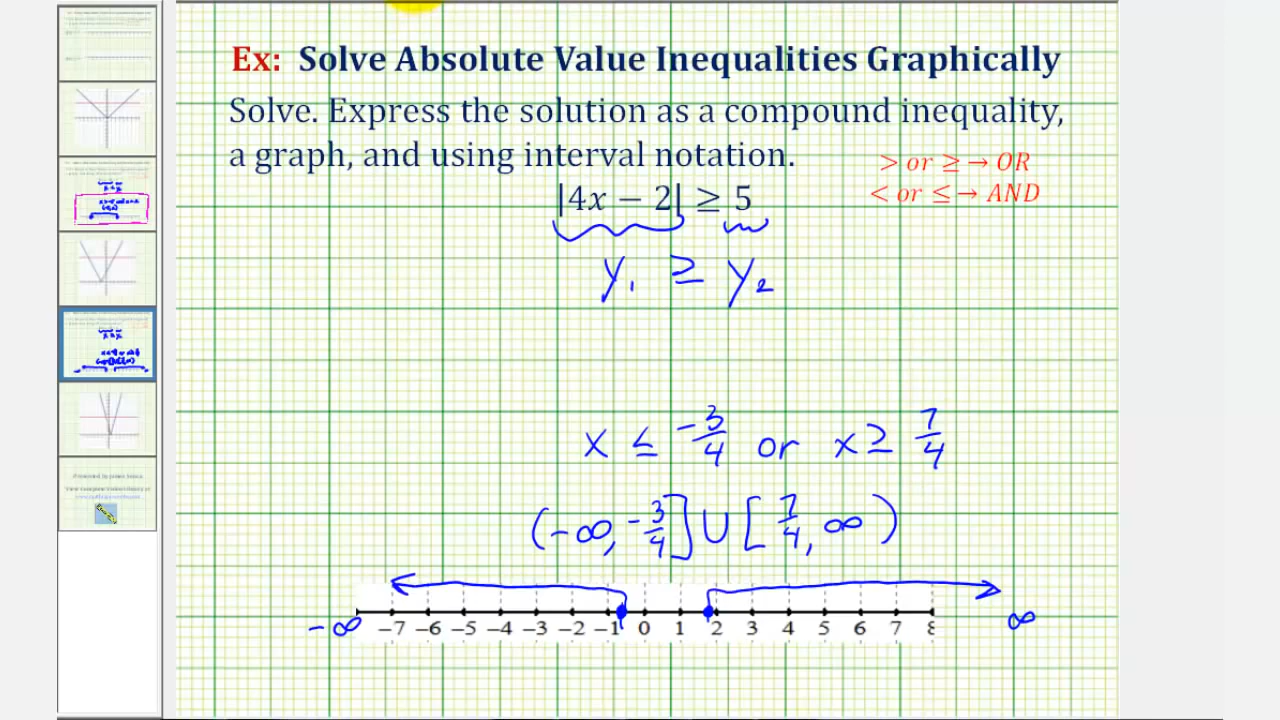 Ex: Solve Absolute Value Inequalities Graphically
Solve. Express the solution as a compound inequality,
a graph, and using interval notation.
> or ≥ → OR
< or ≤ → AND
|4x − 2| ≥ 5
y₁ ≥ y₂
x ≤ -3/4 or x ≥ 7/4
(-∞, -3/4] ∪ [7/4, ∞)
-∞ −7 −6 −5 −4 −3 −2 −1 0 1 2 3 4 5 6 7 8 ∞